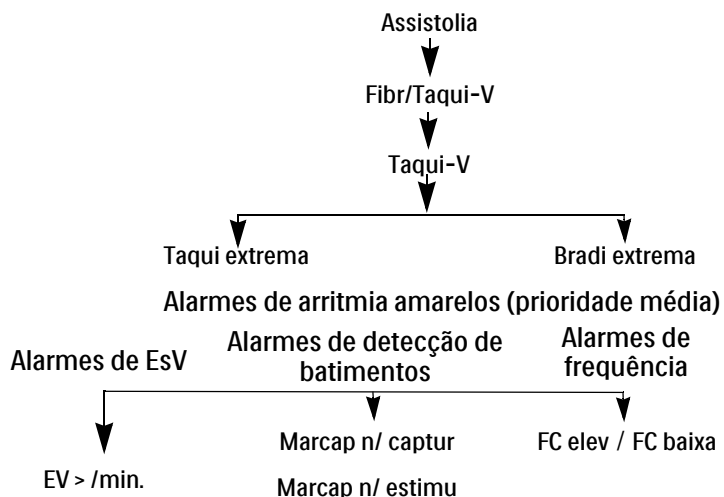 Assistolia
Fibr/Taqui-V
Taqui-V
Taqui extrema
Bradi extrema
Alarmes de arritmia amarelos (prioridade média)
Alarmes de EsV
Alarmes de detecção de
batimentos
Alarmes de
frequência
Marcap n/ captur
FC elev / FC baixa
EV > /min.
Marcap n/ estimu